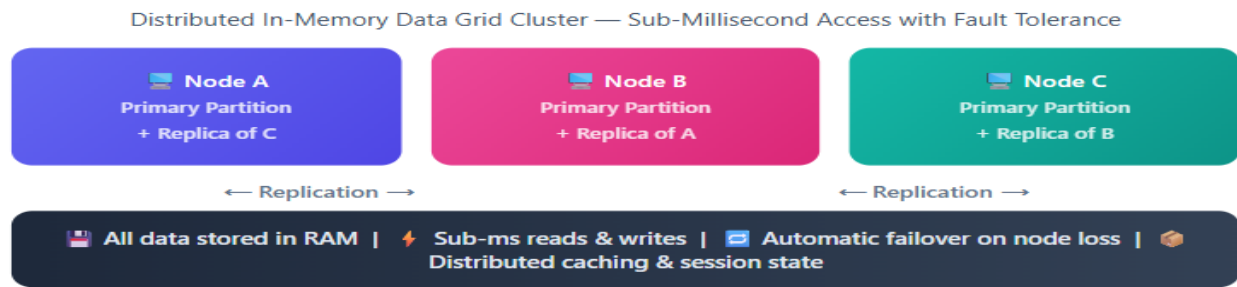 Distributed In-Memory Data Grid Cluster — Sub-Millisecond Access with Fault Tolerance
Node A
Primary Partition
+ Replica of C
Node B
Primary Partition
+ Replica of A
Node C
Primary Partition
+ Replica of B
⟵ Replication ⟶
⟵ Replication ⟶
All data stored in RAM | Sub-ms reads & writes | Automatic failover on node loss |
Distributed caching & session state